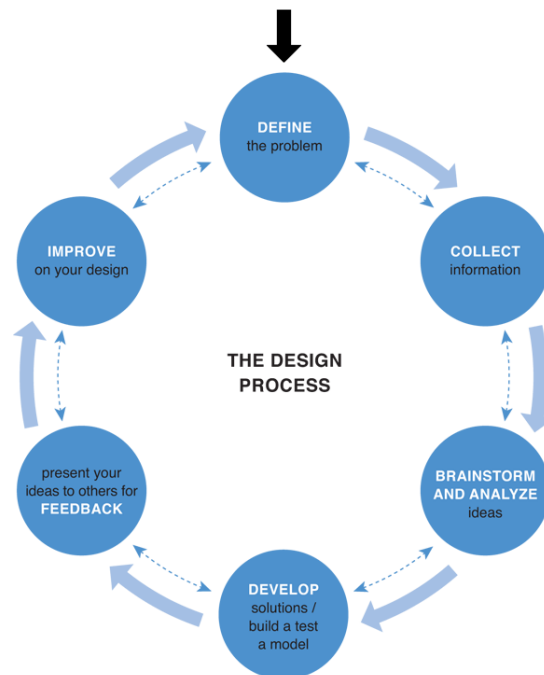 DEFINE
the problem
COLLECT
information
BRAINSTORM
AND ANALYZE
ideas
DEVELOP
solutions /
build a test
a model
present your
ideas to others for
FEEDBACK
IMPROVE
on your design
THE DESIGN
PROCESS